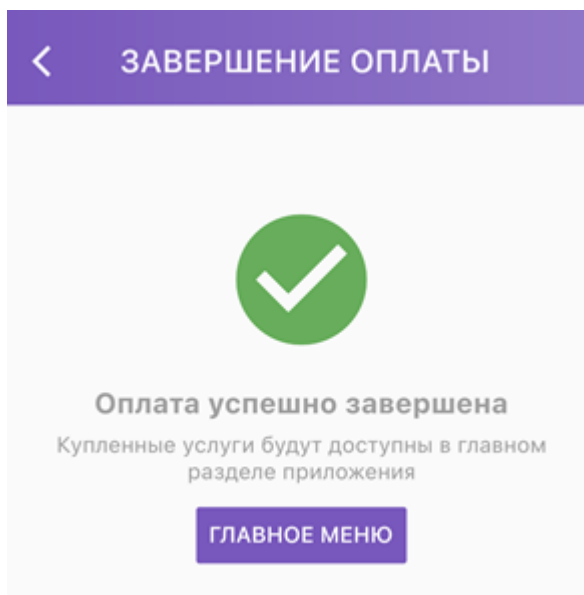 ЗАВЕРШЕНИЕ ОПЛАТЫ
Оплата успешно завершена
Купленные услуги будут доступны в главном
разделе приложения
ГЛАВНОЕ МЕНЮ